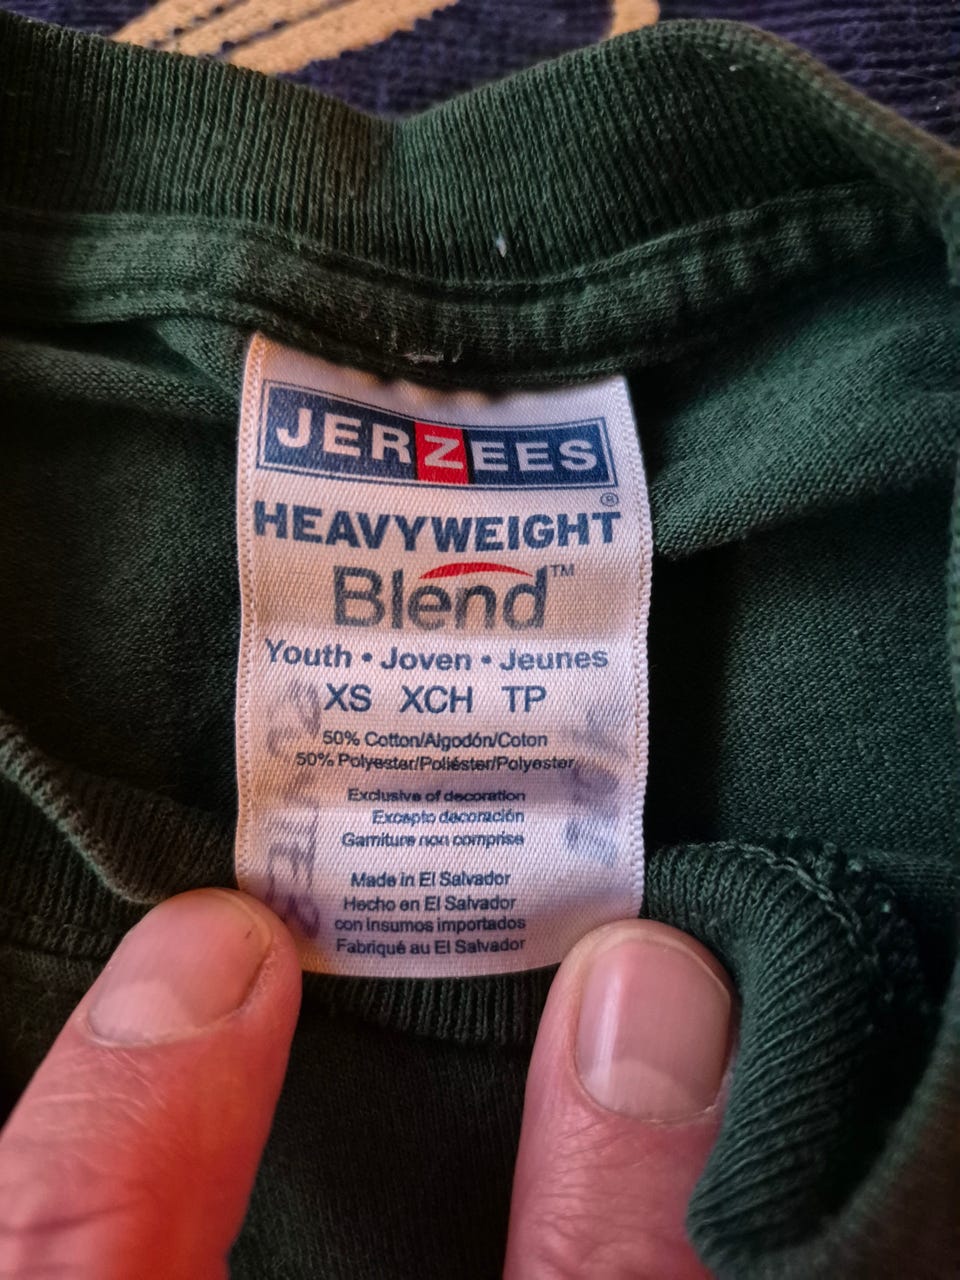 JERZEES
®
HEAVYWEIGHT
Blend™
Youth • Joven • Jeunes
XS XCH TP
50% Cotton/Algodón/Coton
50% Polyester/Poliéster/Polyester
Exclusive of decoration
Excepto decoración
Garniture non comprise
Made in El Salvador
Hecho en El Salvador
con Insumos importados
Fabriqué au El Salvador